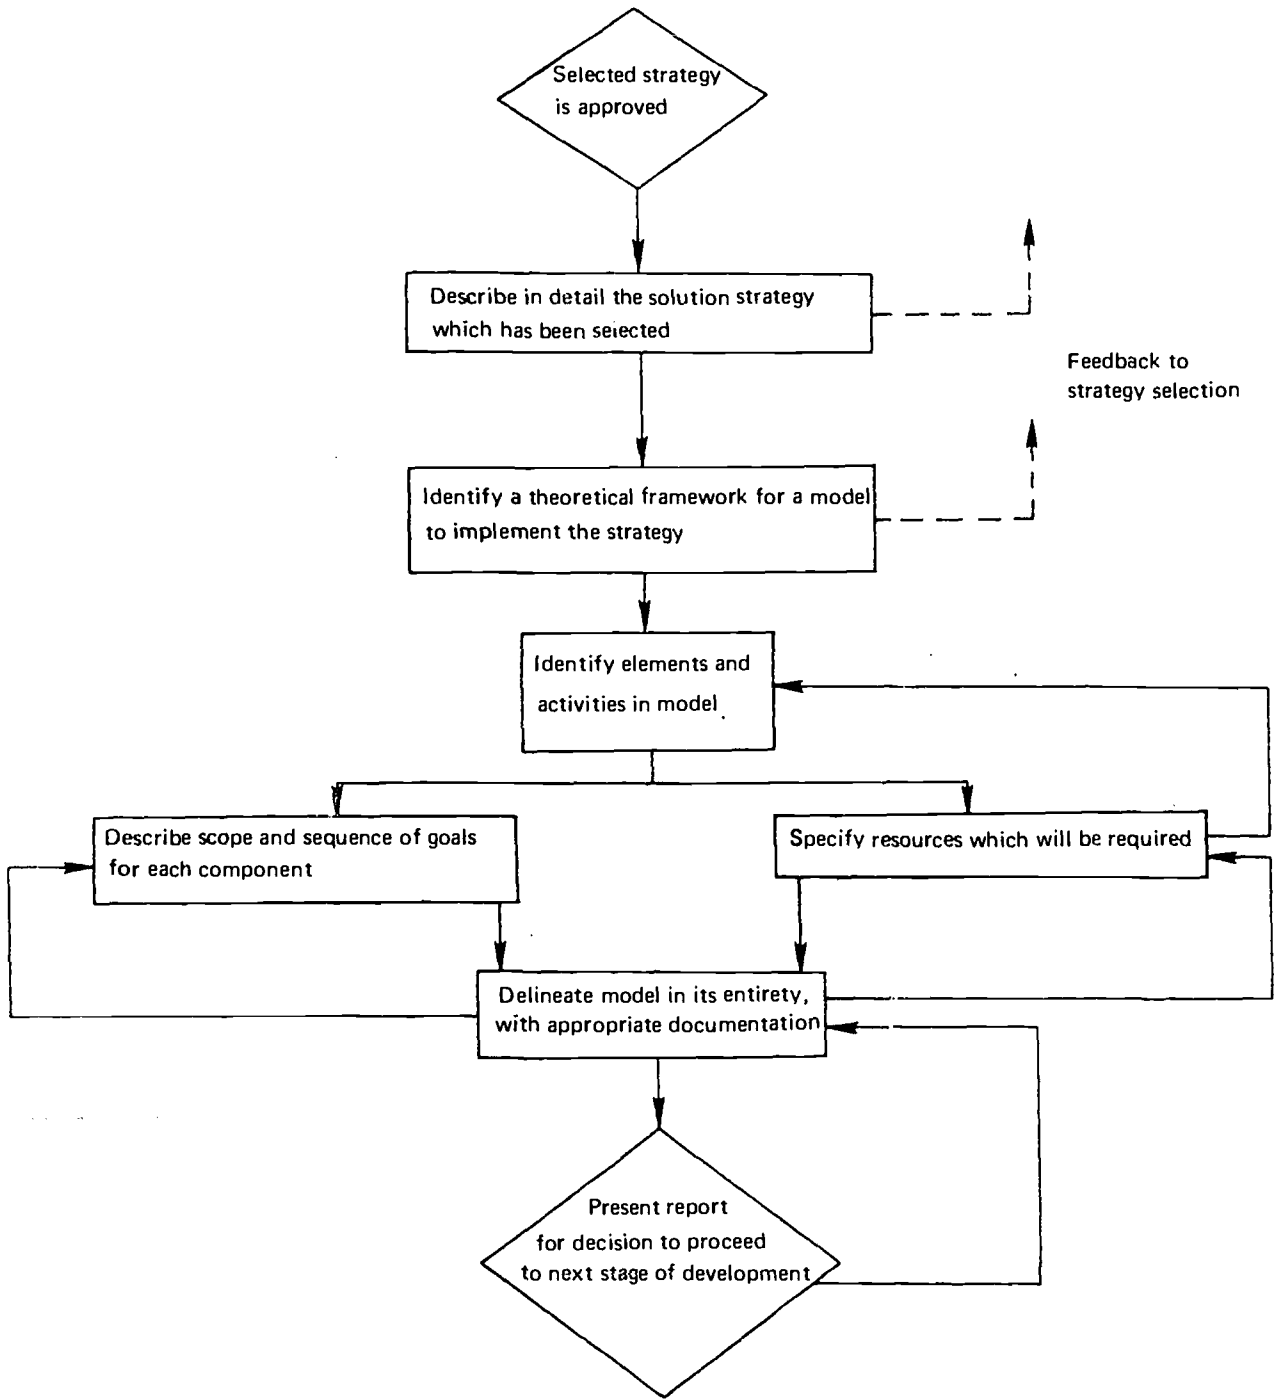 Selected strategy
is approved
Describe in detail the solution strategy
which has been selected
Feedback to
strategy selection
Identify a theoretical framework for a model
to implement the strategy
Identify elements and
activities in model
Describe scope and sequence of goals
for each component
Specify resources which will be required
Delineate model in its entirety,
with appropriate documentation
Present report
for decision to proceed
to next stage of development